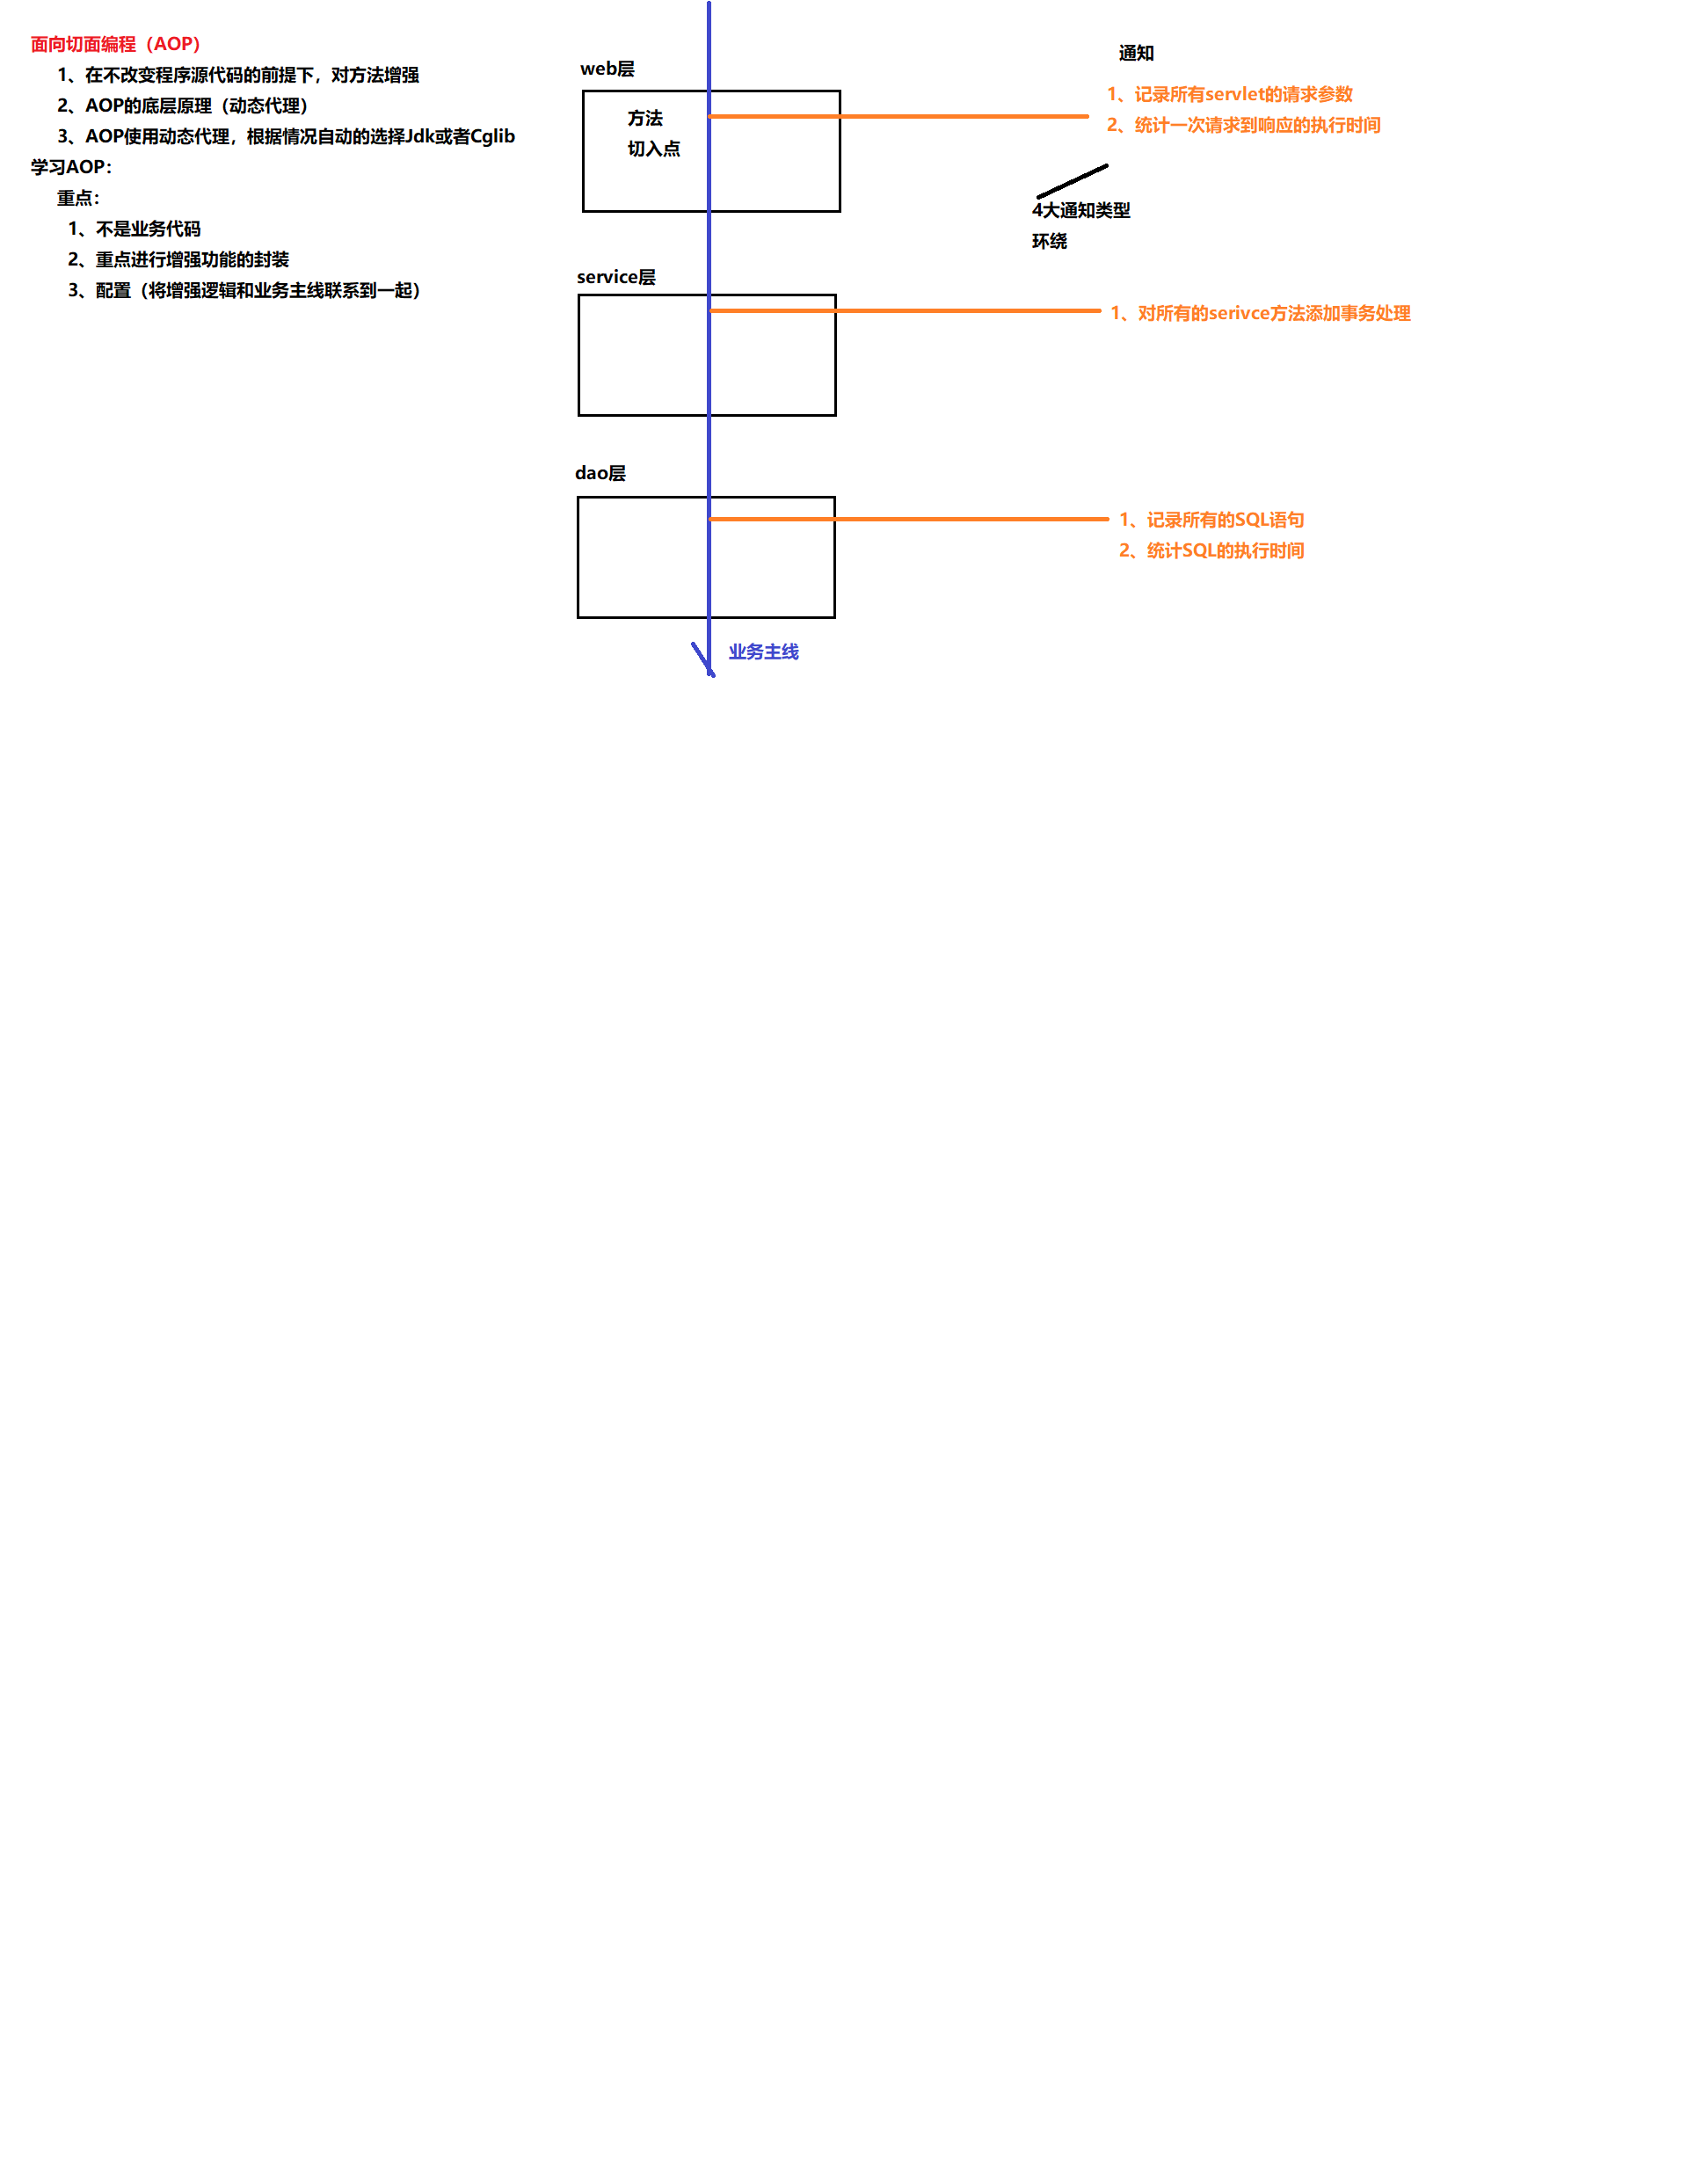 面向切面编程（AOP）
1、在不改变程序源代码的前提下，对方法增强
2、AOP的底层原理（动态代理）
3、AOP使用动态代理，根据情况自动的选择Jdk或者Cglib
学习AOP：
重点：
1、不是业务代码
2、重点进行增强功能的封装
3、配置（将增强逻辑和业务主线联系到一起）
web层
方法
切入点
通知
1、记录所有servlet的请求参数
2、统计一次请求到响应的执行时间
4大通知类型
环绕
service层
1、对所有的serivce方法添加事务处理
dao层
1、记录所有的SQL语句
2、统计SQL的执行时间
业务主线